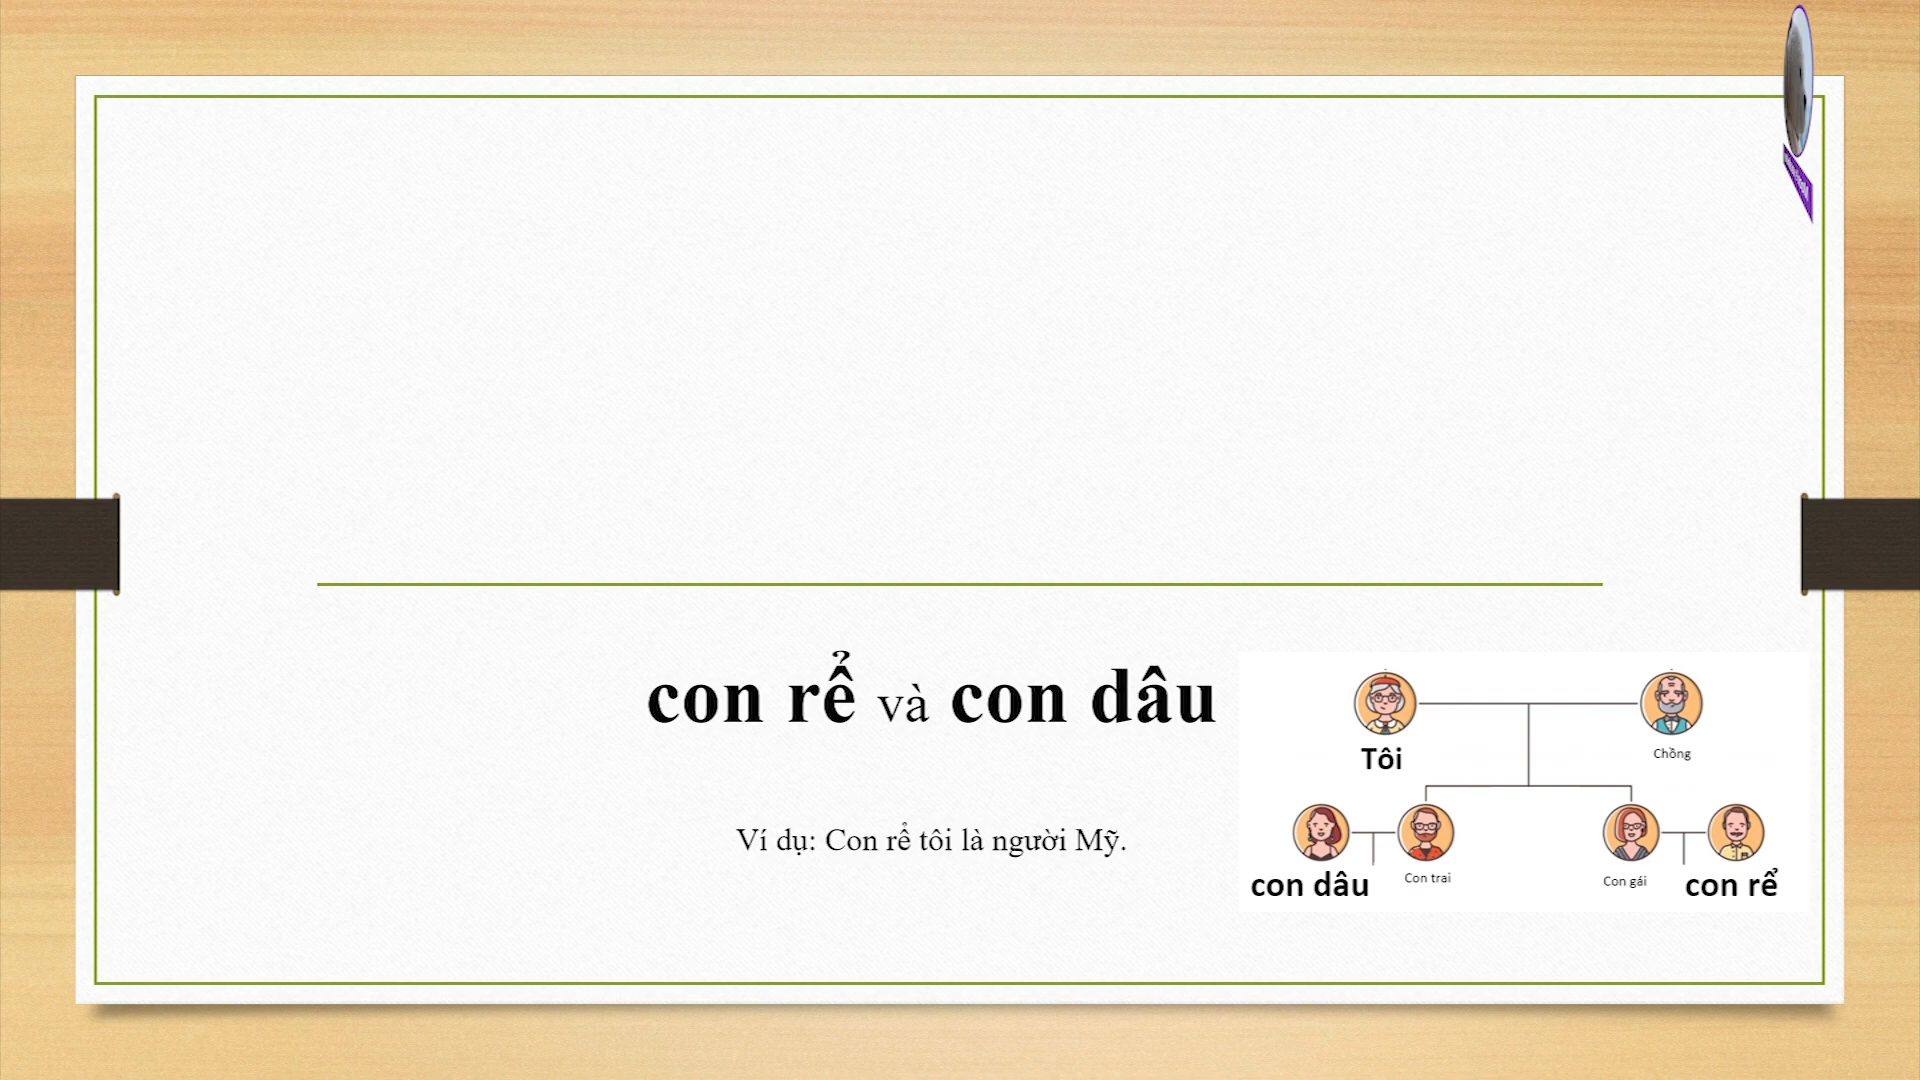 con rể và con dâu
Ví dụ: Con rể tôi là người Mỹ.
Tôi
Chồng
con dâu
Con trai
Con gái
con rể